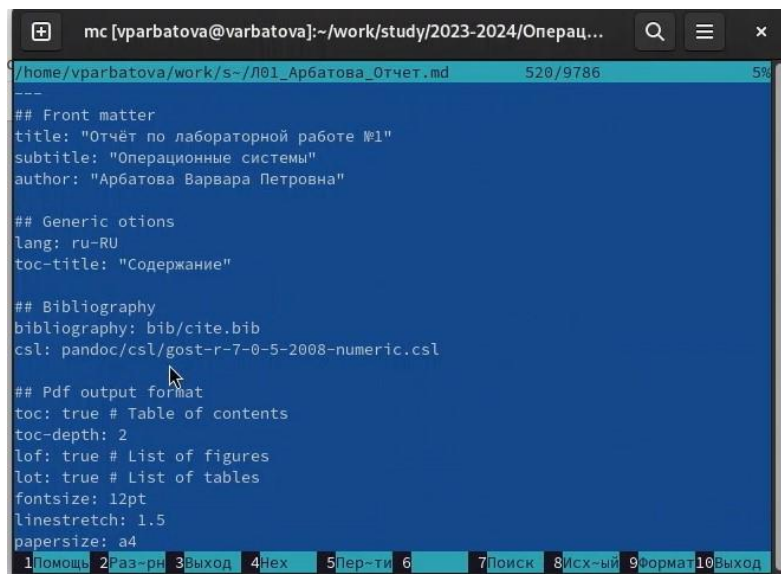 mc [vparbatova@varbatova]:~/work/study/2023-2024/Операц...
/home/vparbatova/work/s~/Л01_Арбатова_Отчет.md 520/9786 5%
---
## Front matter
title: "Отчёт по лабораторной работе №1"
subtitle: "Операционные системы"
author: "Арбатова Варвара Петровна"
## Generic otions
lang: ru-RU
toc-title: "Содержание"
## Bibliography
bibliography: bib/cite.bib
csl: pandoc/csl/gost-r-7-0-5-2008-numeric.csl
## Pdf output format
toc: true # Table of contents
toc-depth: 2
lof: true # List of figures
lot: true # List of tables
fontsize: 12pt
linestretch: 1.5
papersize: a4
1Помощь 2Раз~рн 3Выход 4Hex 5Пер~ти 6 7Поиск 8Исх~ый 9Формат10Выход